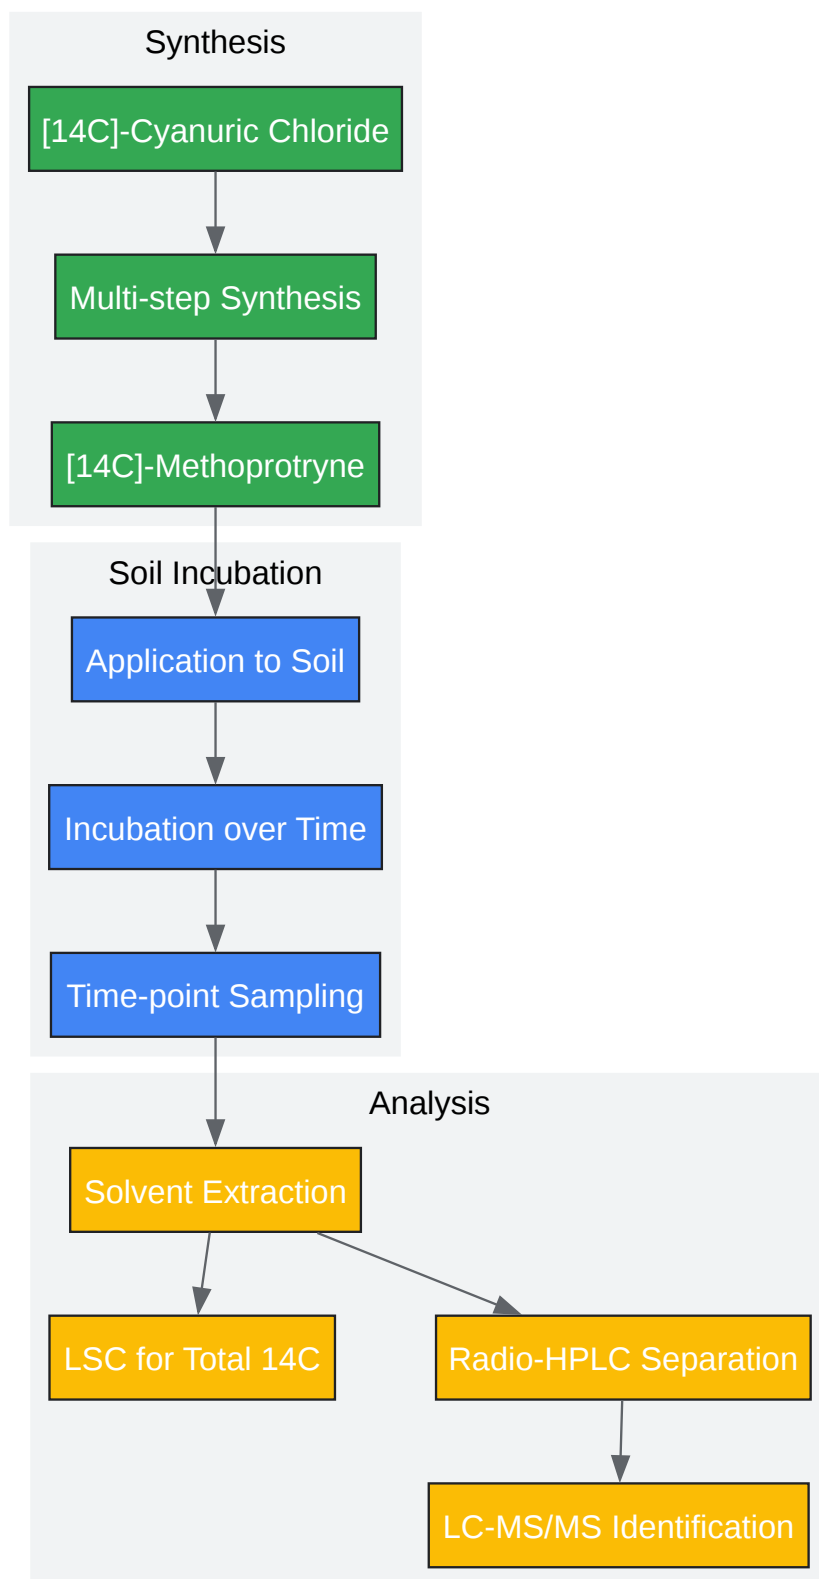 Synthesis
[14C]-Cyanuric Chloride
Multi-step Synthesis
[14C]-Methoprotryne
Soil Incubation
Application to Soil
Incubation over Time
Time-point Sampling
Analysis
Solvent Extraction
LSC for Total 14C
Radio-HPLC Separation
LC-MS/MS Identification